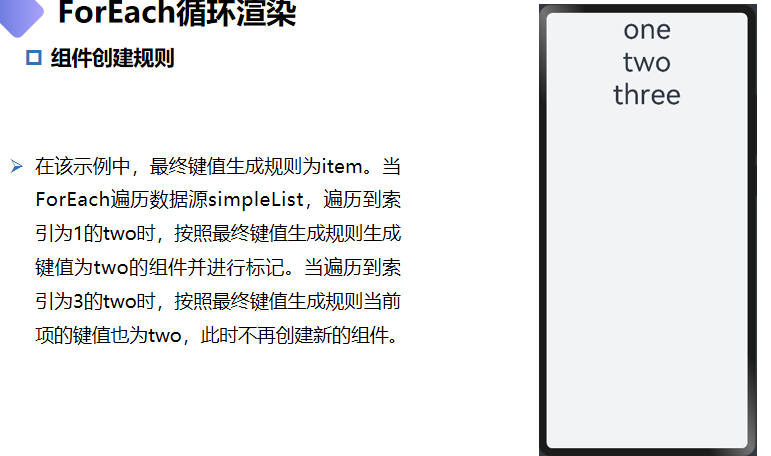 ForEach循环渲染
组件创建规则
在该示例中，最终键值生成规则为item。当
ForEach遍历数据源simpleList，遍历到索
引为1的two时，按照最终键值生成规则生成
键值为two的组件并进行标记。当遍历到索
引为3的two时，按照最终键值生成规则当前
项的键值也为two，此时不再创建新的组件。
one
two
three